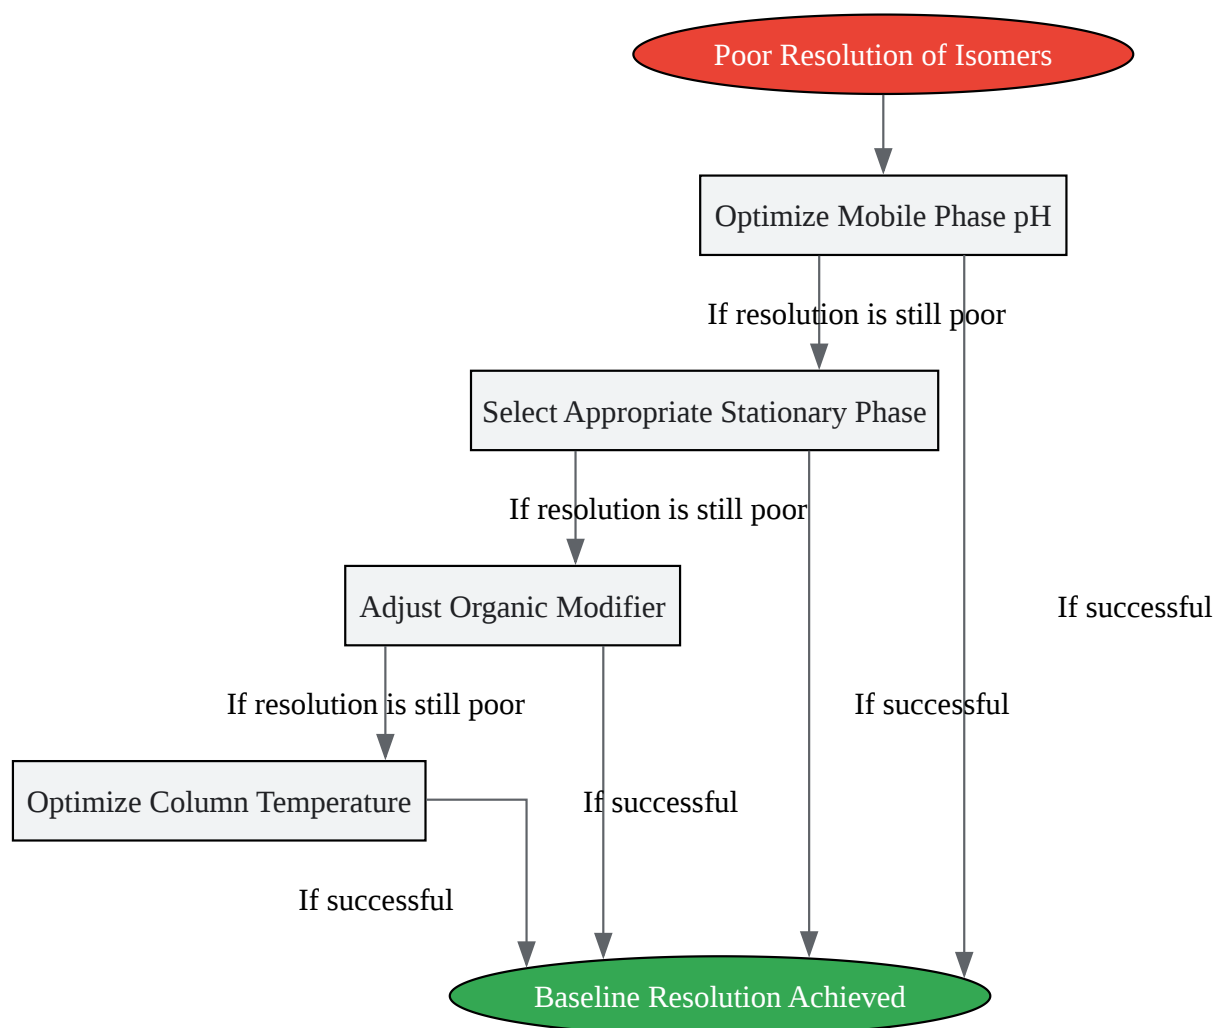 Poor Resolution of Isomers
Optimize Mobile Phase pH
If resolution is still poor
Select Appropriate Stationary Phase
If resolution is still poor
Adjust Organic Modifier
If successful
If resolution is still poor
If successful
Optimize Column Temperature
If successful
If successful
Baseline Resolution Achieved